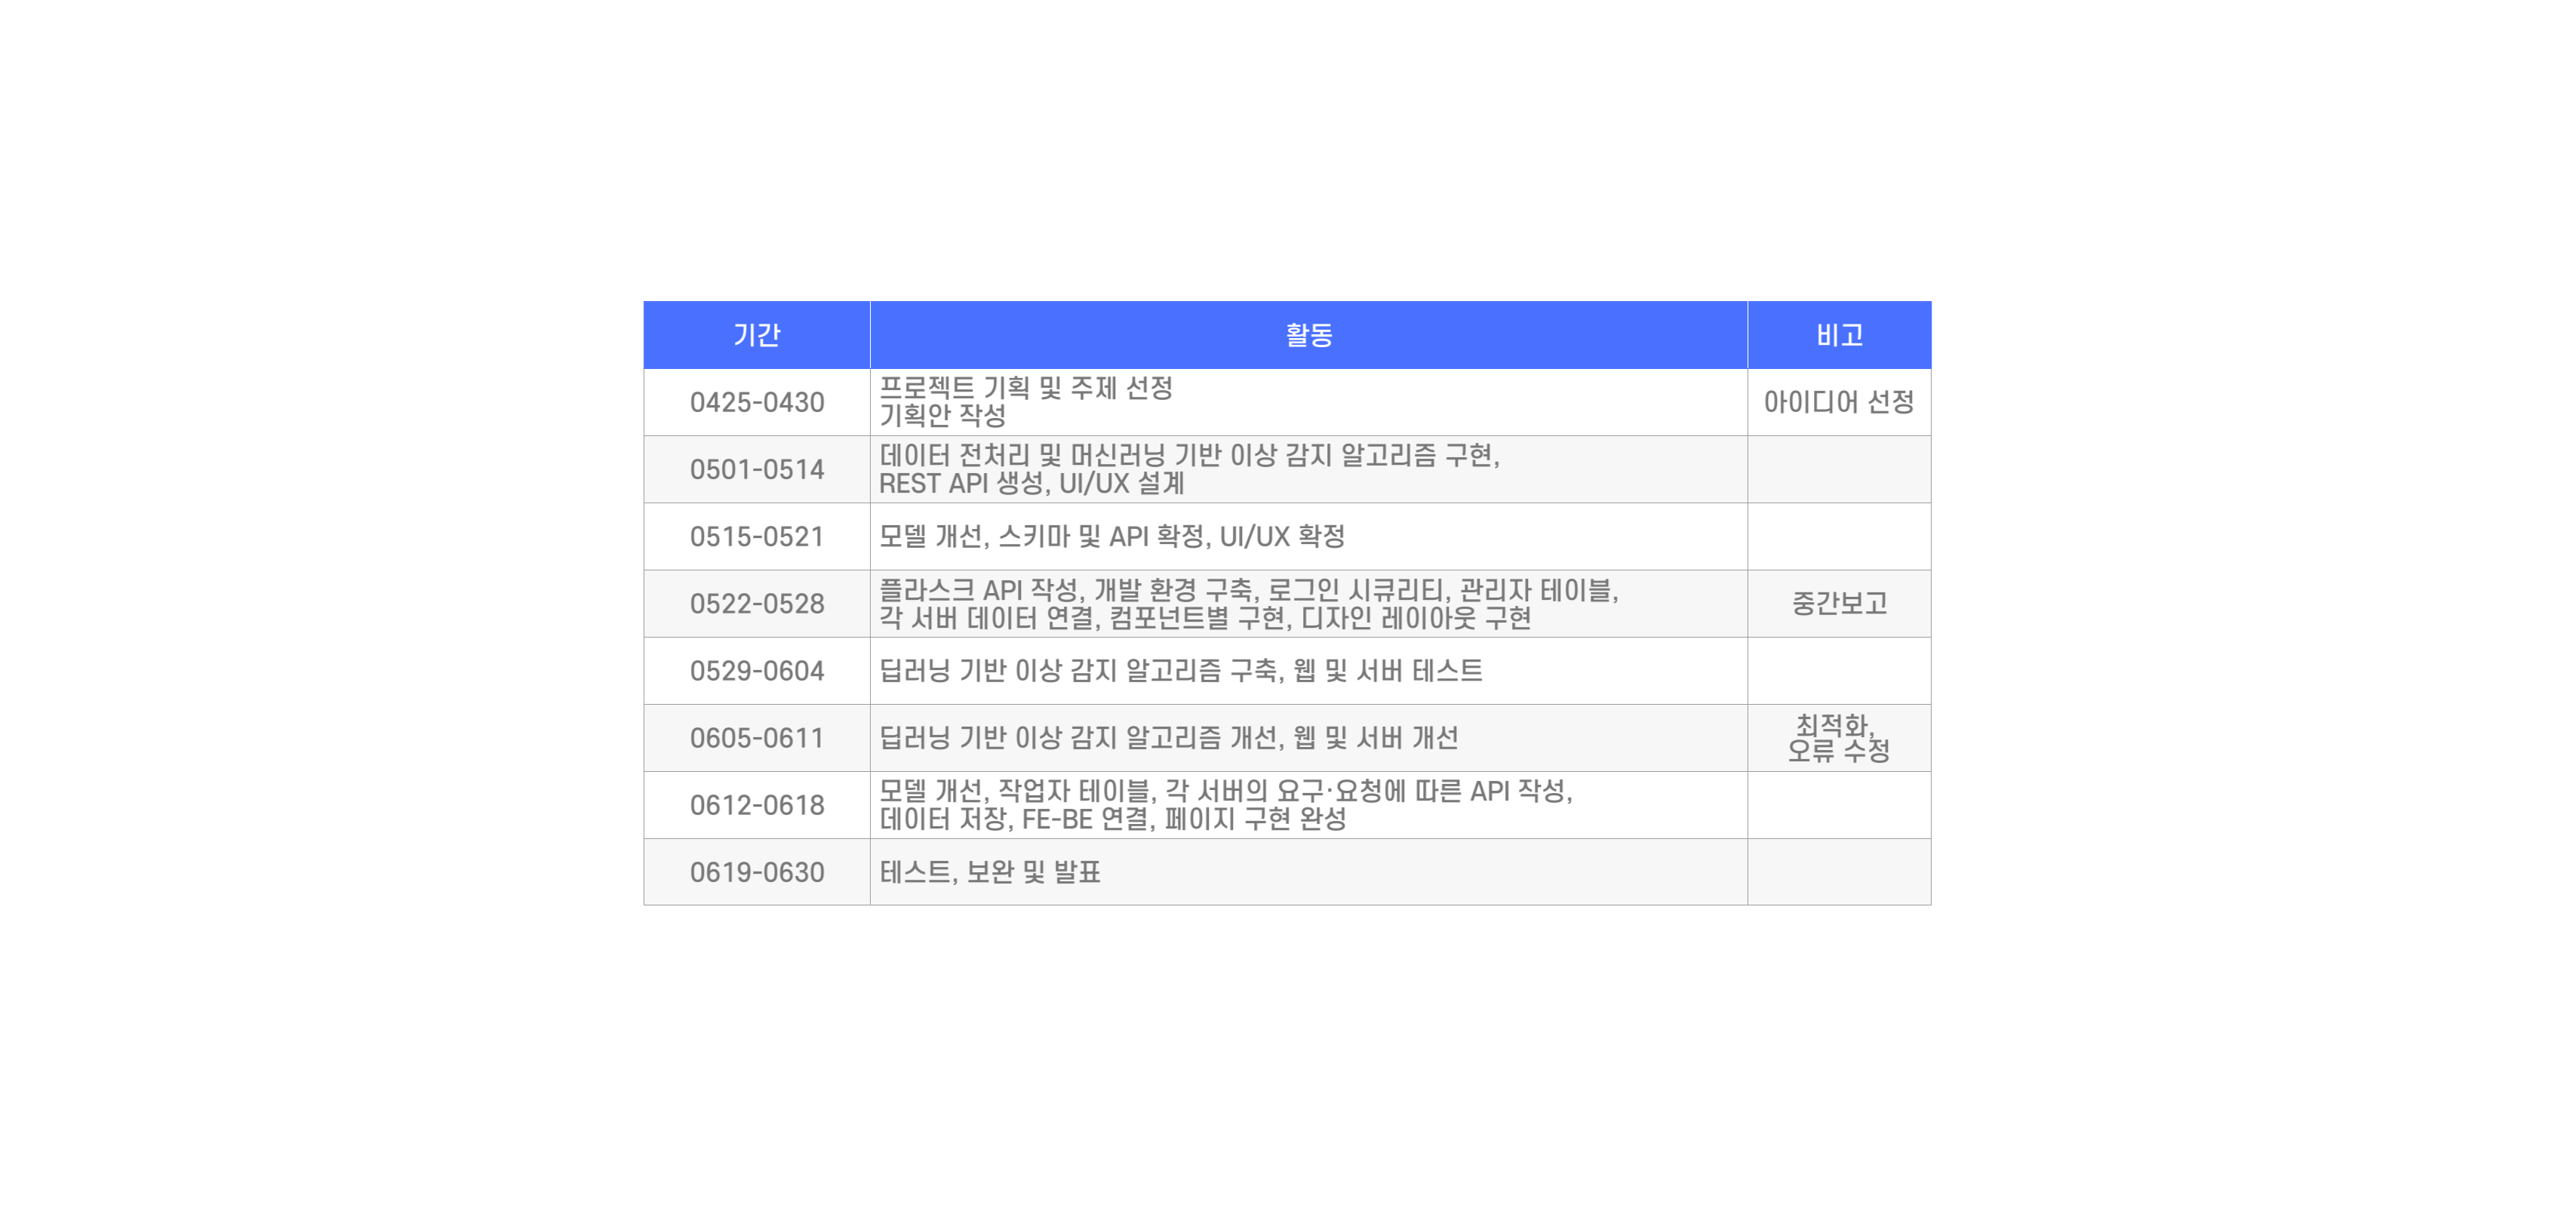 기간 활동 비고
0425-0430 프로젝트 기획 및 주제 선정
기획안 작성 아이디어 선정
0501-0514 데이터 전처리 및 머신러닝 기반 이상 감지 알고리즘 구현,
REST API 생성, UI/UX 설계
0515-0521 모델 개선, 스키마 및 API 확정, UI/UX 확정
0522-0528 플라스크 API 작성, 개발 환경 구축, 로그인 시큐리티, 관리자 테이블,
각 서버 데이터 연결, 컴포넌트별 구현, 디자인 레이아웃 구현 중간보고
0529-0604 딥러닝 기반 이상 감지 알고리즘 구축, 웹 및 서버 테스트
0605-0611 딥러닝 기반 이상 감지 알고리즘 개선, 웹 및 서버 개선 최적화,
오류 수정
0612-0618 모델 개선, 작업자 테이블, 각 서버의 요구·요청에 따른 API 작성,
데이터 저장, FE-BE 연결, 페이지 구현 완성
0619-0630 테스트, 보완 및 발표